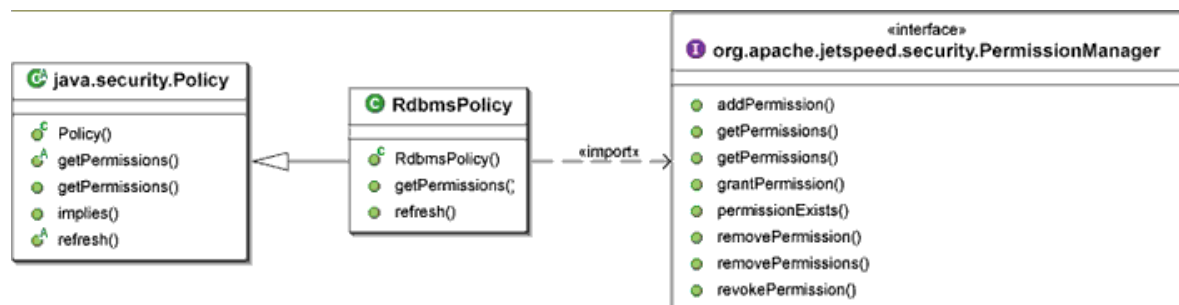 java.security.Policy
Policy()
getPermissions()
getPermissions()
implies()
refresh()
RdbmsPolicy
RdbmsPolicy()
getPermissions()
refresh()
«import»
«interface»
org.apache.jetspeed.security.PermissionManager
addPermission()
getPermissions()
getPermissions()
grantPermission()
permissionExists()
removePermission()
removePermissions()
revokePermission()